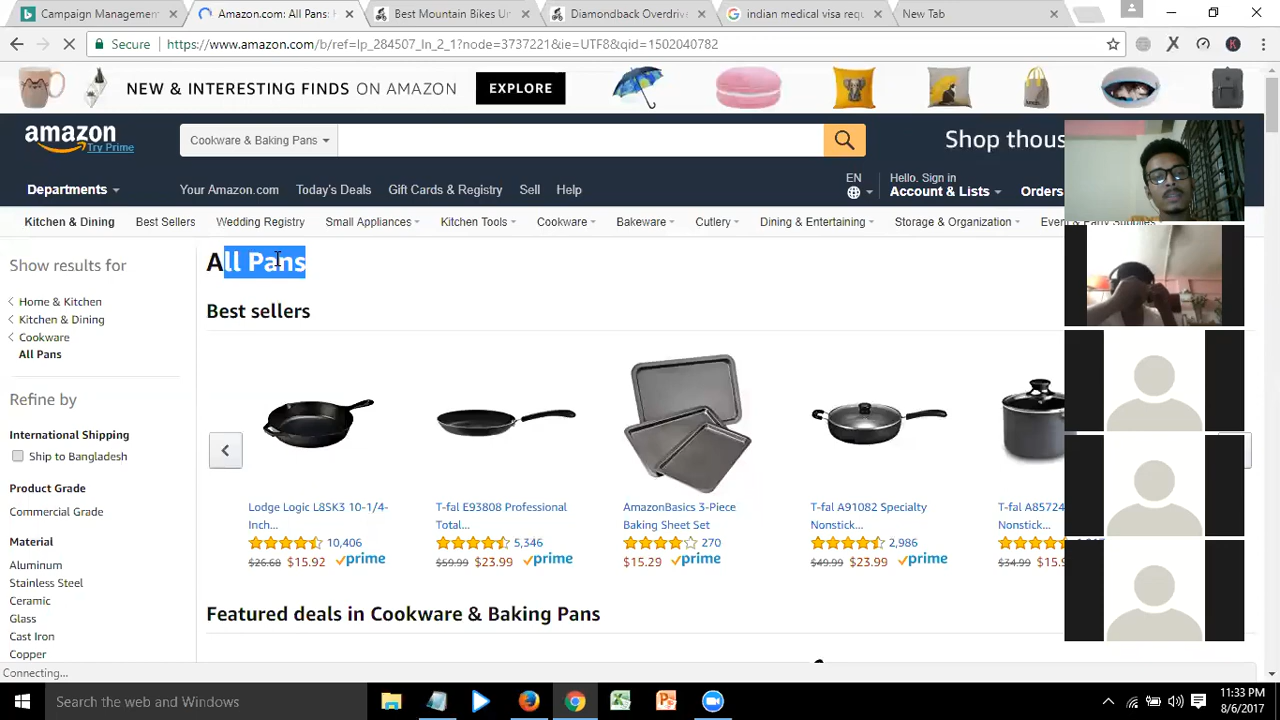 Campaign Management
Amazon.com: All Pans:
Best Mountain Bikes Un
Diamondback Overdriv
indian medical visa requ
New Tab
Secure
https://www.amazon.com/b/ref=lp_284507_ln_2_1?node=3737221&ie=UTF8&qid=1502040782
NEW & INTERESTING FINDS ON AMAZON
EXPLORE
amazon
Try Prime
Cookware & Baking Pans
Shop thous
Departments
Your Amazon.com
Today's Deals
Gift Cards & Registry
Sell
Help
EN
Hello. Sign in
Account & Lists
Orders
Kitchen & Dining
Best Sellers
Wedding Registry
Small Appliances
Kitchen Tools
Cookware
Bakeware
Cutlery
Dining & Entertaining
Storage & Organization
Event & Party Supplies
Show results for
Home & Kitchen
Kitchen & Dining
Cookware
All Pans
Refine by
International Shipping
Ship to Bangladesh
Product Grade
Commercial Grade
Material
Aluminum
Stainless Steel
Ceramic
Glass
Cast Iron
Copper
All Pans
Best sellers
Lodge Logic L8SK3 10-1/4-
Inch...
10,406
$26.68 $15.92 prime
T-fal E93808 Professional
Total...
5,346
$59.99 $23.99 prime
AmazonBasics 3-Piece
Baking Sheet Set
270
$15.29 prime
T-fal A91082 Specialty
Nonstick...
2,986
$49.99 $23.99 prime
T-fal A85724
Nonstick...
$34.99 $15.9
Featured deals in Cookware & Baking Pans
Connecting...
Search the web and Windows
11:33 PM
8/6/2017